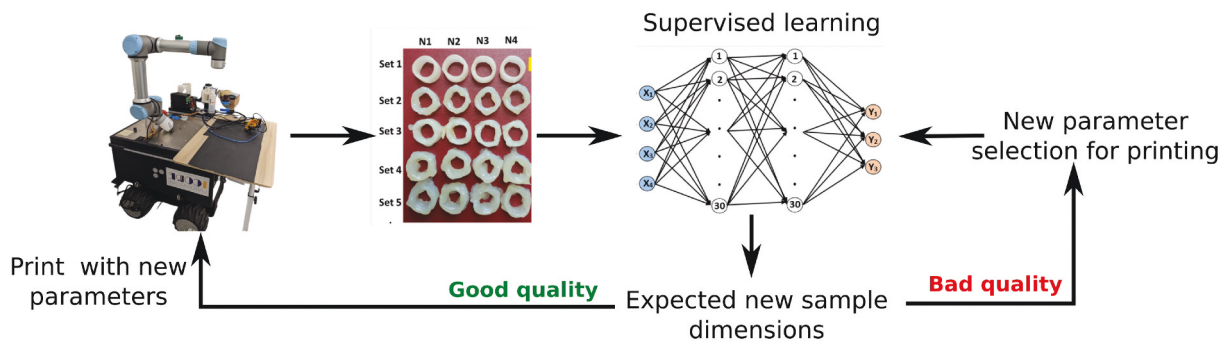 Supervised learning
N1 N2 N3 N4
Set 1
Set 2
Set 3
Set 4
Set 5
X₁
X₂
X₃
X₄
1
2
30
1
2
30
Y₁
Y₂
Y₃
New parameter
selection for printing
Print with new
parameters
Good quality
Expected new sample
dimensions
Bad quality